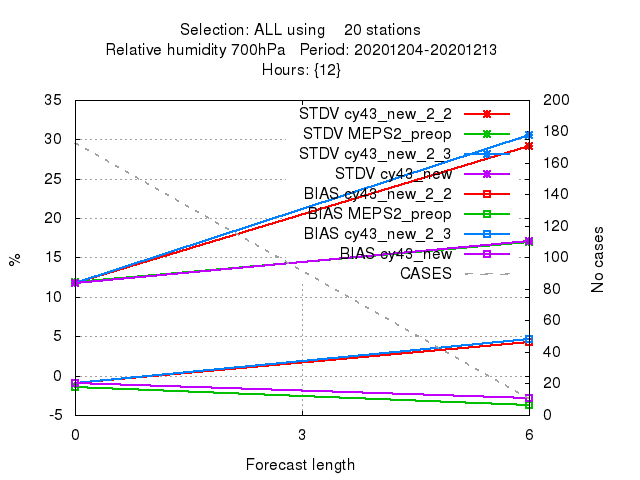 Selection: ALL using    20 stations
Relative humidity 700hPa   Period: 20201204-20201213
Hours: {12}
35 200
STDV cy43_new_2_2
30 180
STDV MEPS2_preop
160
STDV cy43_new_2_3
25 140
STDV cy43_new
BIAS cy43_new_2_2
20 120
BIAS MEPS2_preop
BIAS cy43_new_2_3
15 100
BIAS cy43_new
CASES
%
No cases
10 80
5 60
40
0 20
-5 0
0 3 6
Forecast length